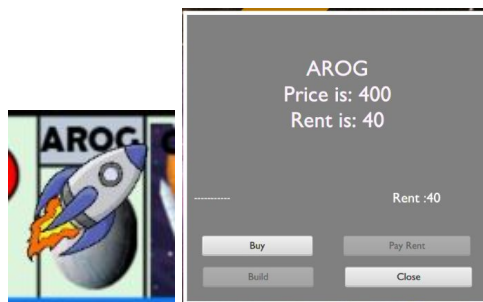 AROG
AROG
Price is: 400
Rent is: 40
----------- Rent :40
Buy Pay Rent
Build Close